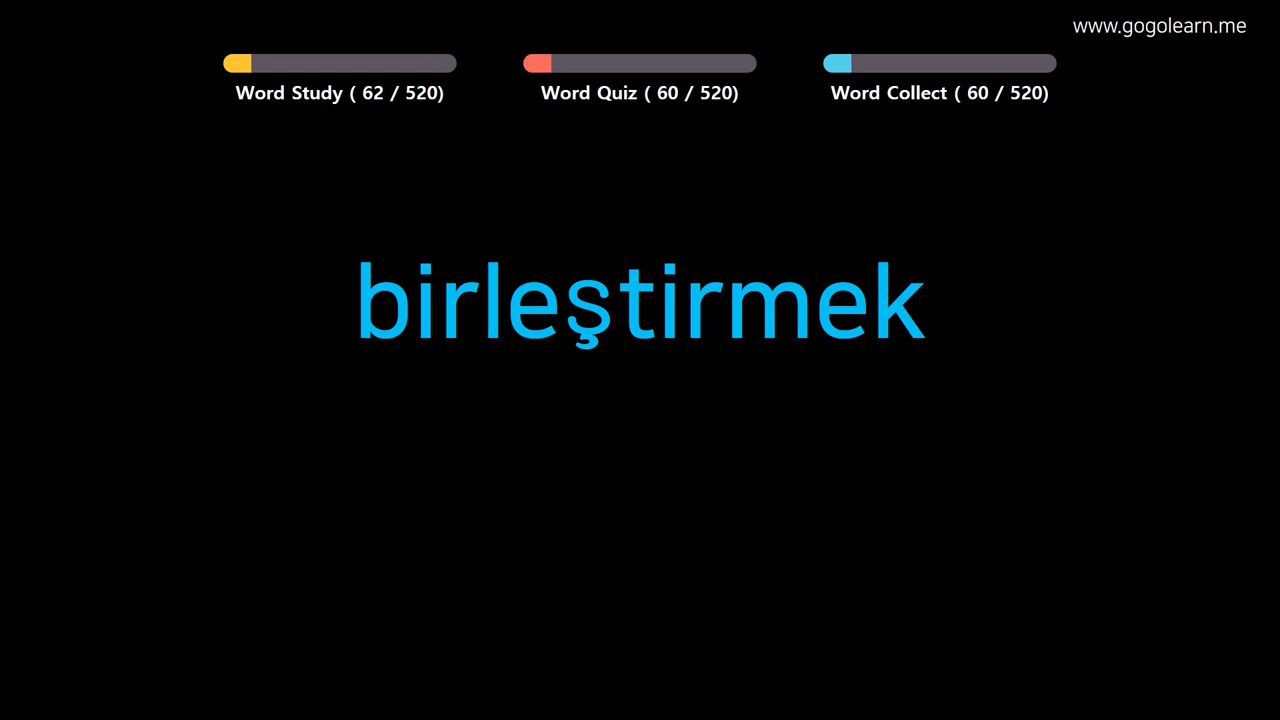 www.gogolearn.me
Word Study ( 62 / 520)
Word Quiz ( 60 / 520)
Word Collect ( 60 / 520)
birleştirmek